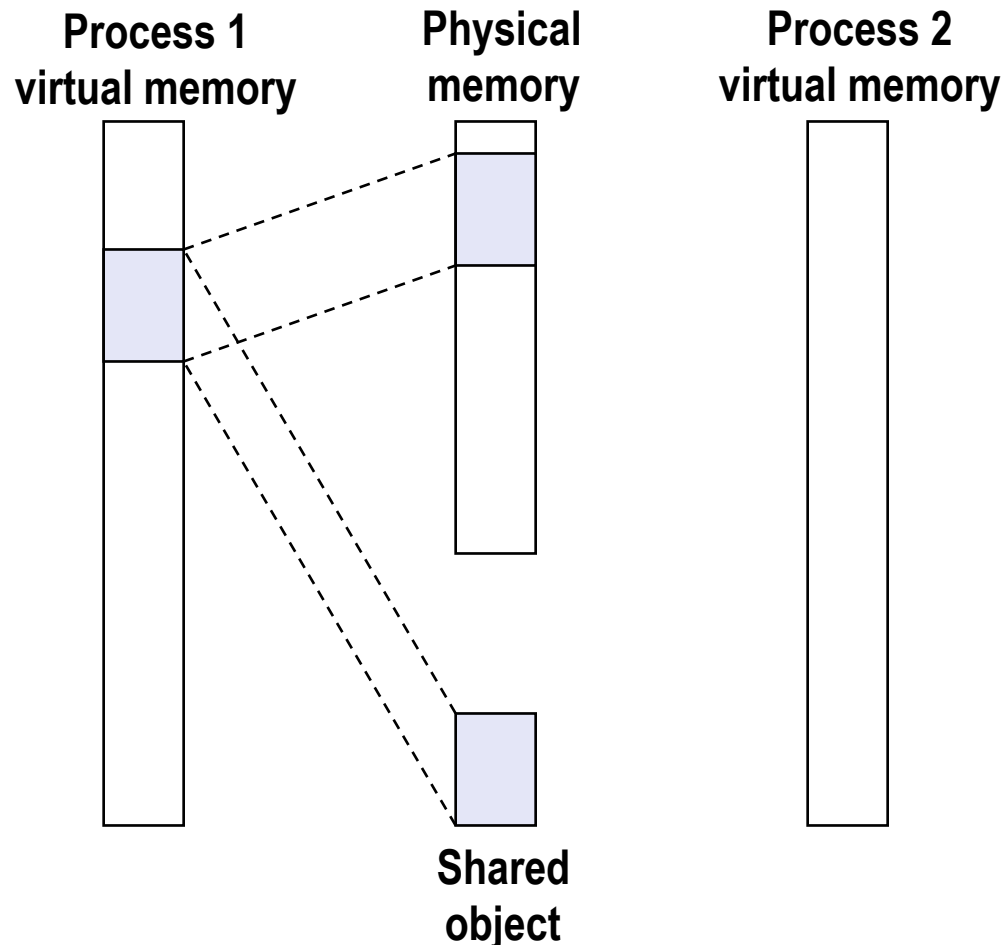 Process 1
virtual memory
Physical
memory
Process 2
virtual memory
Shared
object